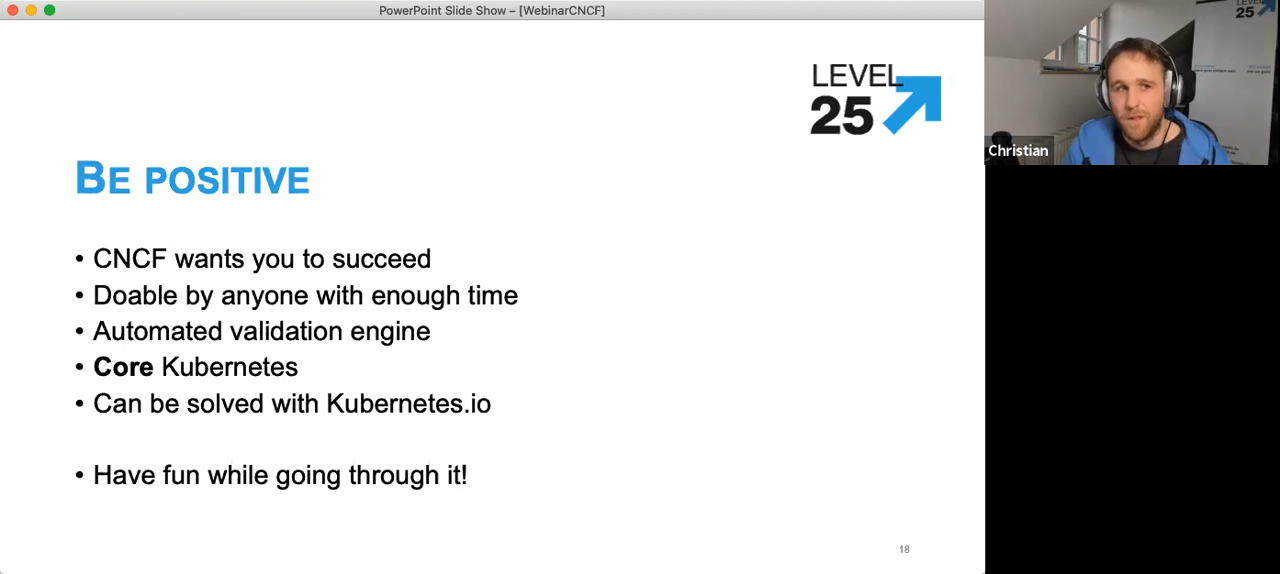 PowerPoint Slide Show – [WebinarCNCF]
LEVEL
25
BE POSITIVE
• CNCF wants you to succeed
• Doable by anyone with enough time
• Automated validation engine
• Core Kubernetes
• Can be solved with Kubernetes.io
• Have fun while going through it!
18
Christian
LEVEL
25